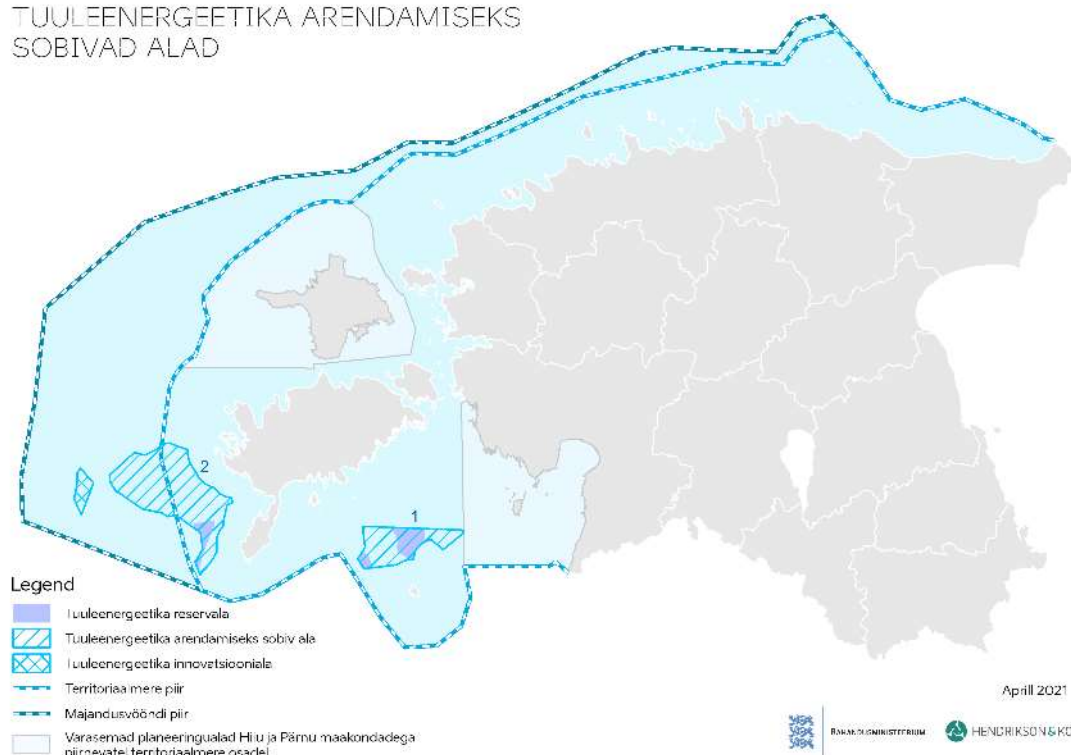 TUULEENERGEETIKA ARENDAMISEKS
SOBIVAD ALAD
2
1
Legend
Tuuleenergeetika reservala
Tuuleenergeetika arendamiseks sobiv ala
Tuuleenergeetika innovatsiooniala
Territoriaalmere piir
Majandusvööndi piir
Varasemad planeeringualad Hiiu ja Pärnu maakondadega
piirnevatel territoriaalmere osadel
Aprill 2021
RAHANDUSMINISTEERIUM
HENDRIKSON & KO